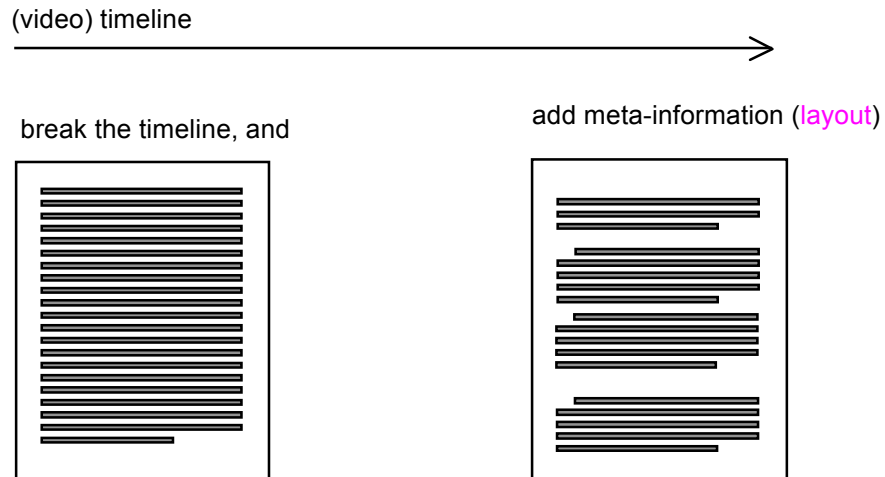 (video) timeline
break the timeline, and
add meta-information (layout)